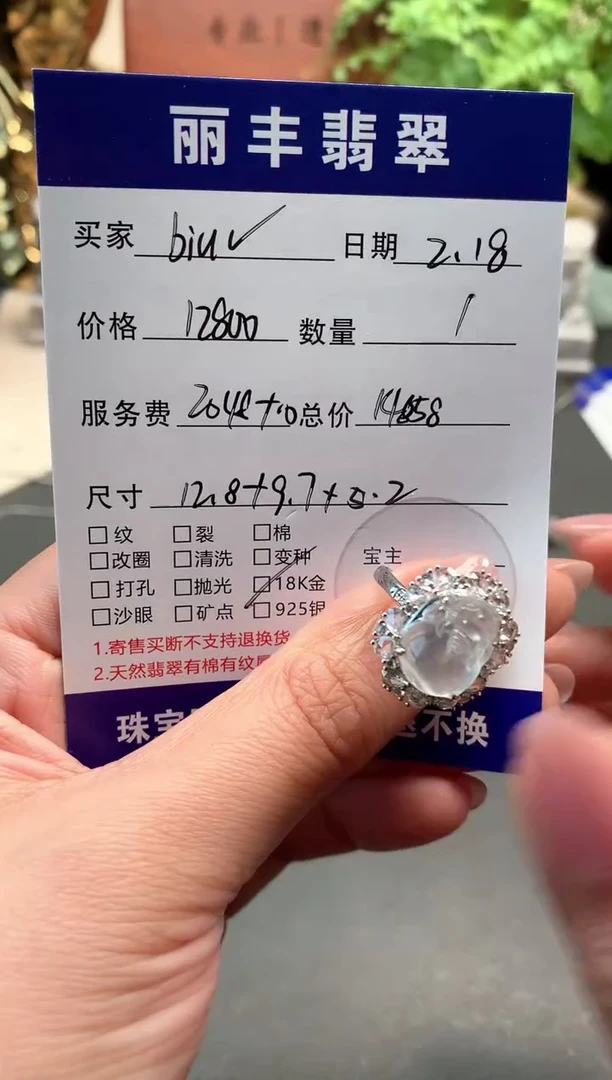 丽丰翡翠
买家 biu✓ 日期 2.18
价格 12800 数量 1
服务费 2048+10 总价 14858
尺寸 12.8+9.7+5.2
□纹 □裂 □棉
□改圈 □清洗 □变种 宝主
□打孔 □抛光 □18K金
□沙眼 □矿点 □925银
1.寄售买断不支持退换货
2.天然翡翠有棉有纹
珠宝 不换